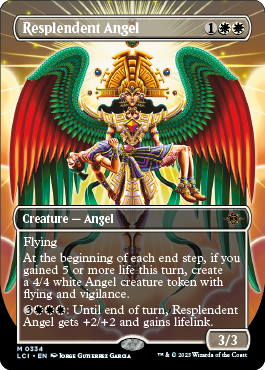 Resplendent Angel 1
Creature — Angel
Flying
At the beginning of each end step, if you
gained 5 or more life this turn, create
a 4/4 white Angel creature token with
flying and vigilance.
3: Until end of turn, Resplendent
Angel gets +2/+2 and gains lifelink.
3/3
M 0334
LCI • EN Jorge Gutierrez Garcia
™ & © 2023 Wizards of the Coast